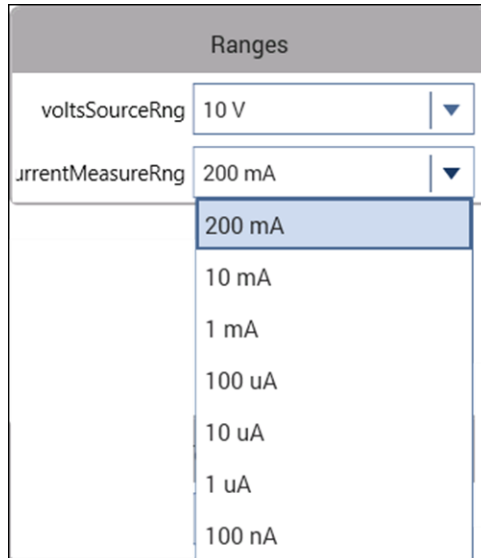 Ranges
voltsSourceRng 10 V
urrentMeasureRng 200 mA
200 mA
10 mA
1 mA
100 uA
10 uA
1 uA
100 nA